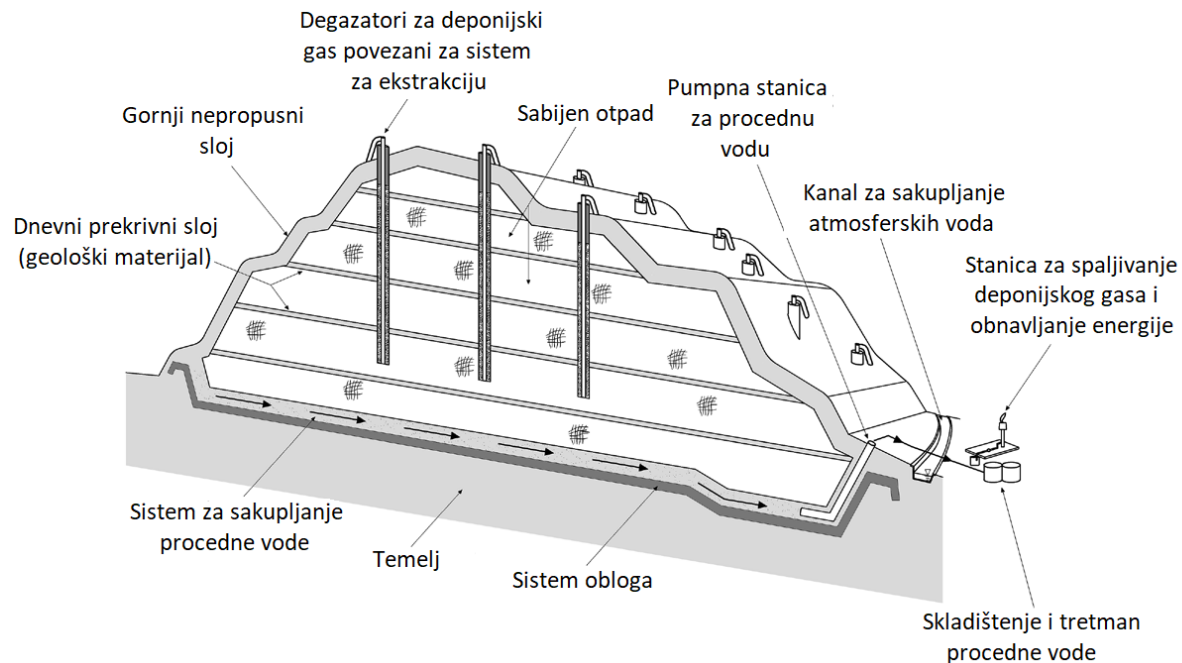 Degazatori za deponijski
gas povezani za sistem
za ekstrakciju
Gornji nepropusni
sloj
Sabijen otpad
Pumpna stanica
za procednu
vodu
Kanal za sakupljanje
atmosferskih voda
Dnevni prekrivni sloj
(geološki materijal)
Stanica za spaljivanje
deponijskog gasa i
obnavljanje energije
Sistem za sakupljanje
procedne vode
Temelj
Sistem obloga
Skladištenje i tretman
procedne vode